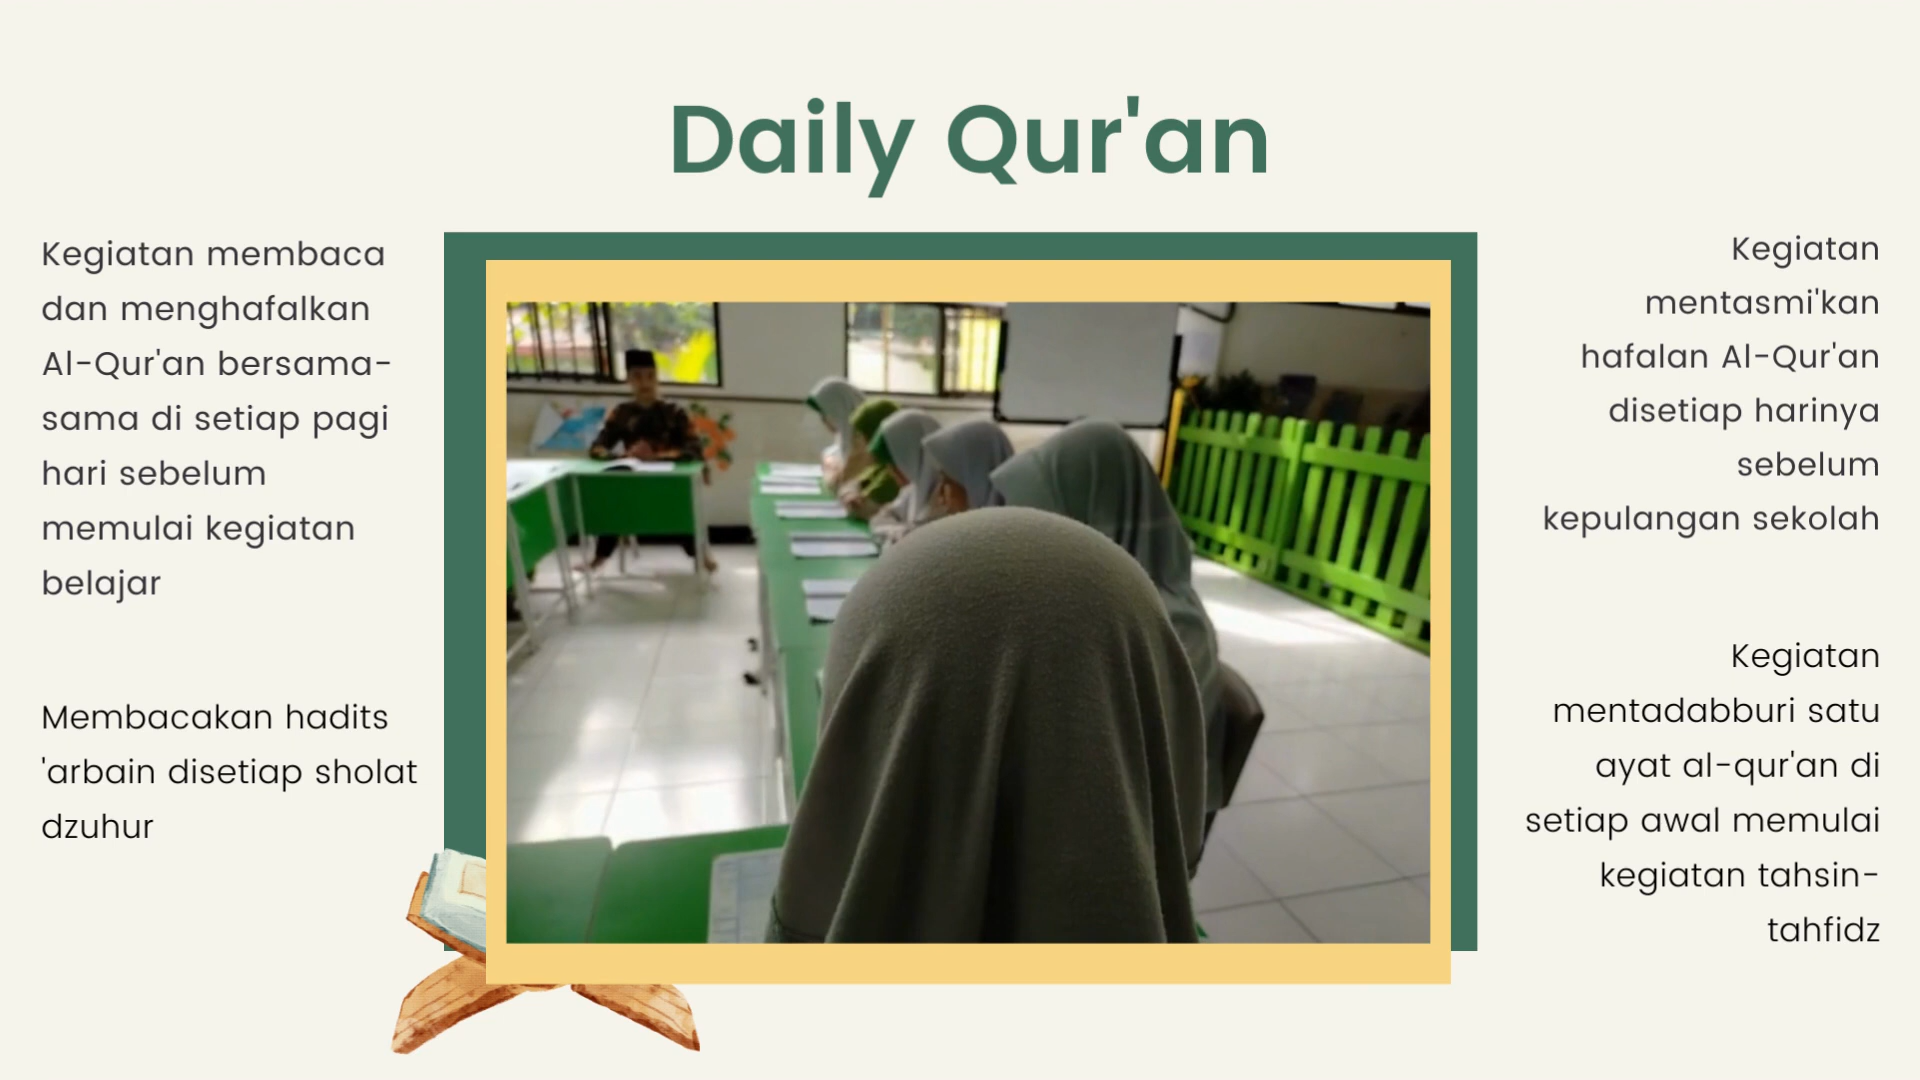 Daily Qur'an
Kegiatan membaca
dan menghafalkan
Al-Qur'an bersama-
sama di setiap pagi
hari sebelum
memulai kegiatan
belajar
Membacakan hadits
'arbain disetiap sholat
dzuhur
Kegiatan
mentasmi'kan
hafalan Al-Qur'an
disetiap harinya
sebelum
kepulangan sekolah
Kegiatan
mentadabburi satu
ayat al-qur'an di
setiap awal memulai
kegiatan tahsin-
tahfidz